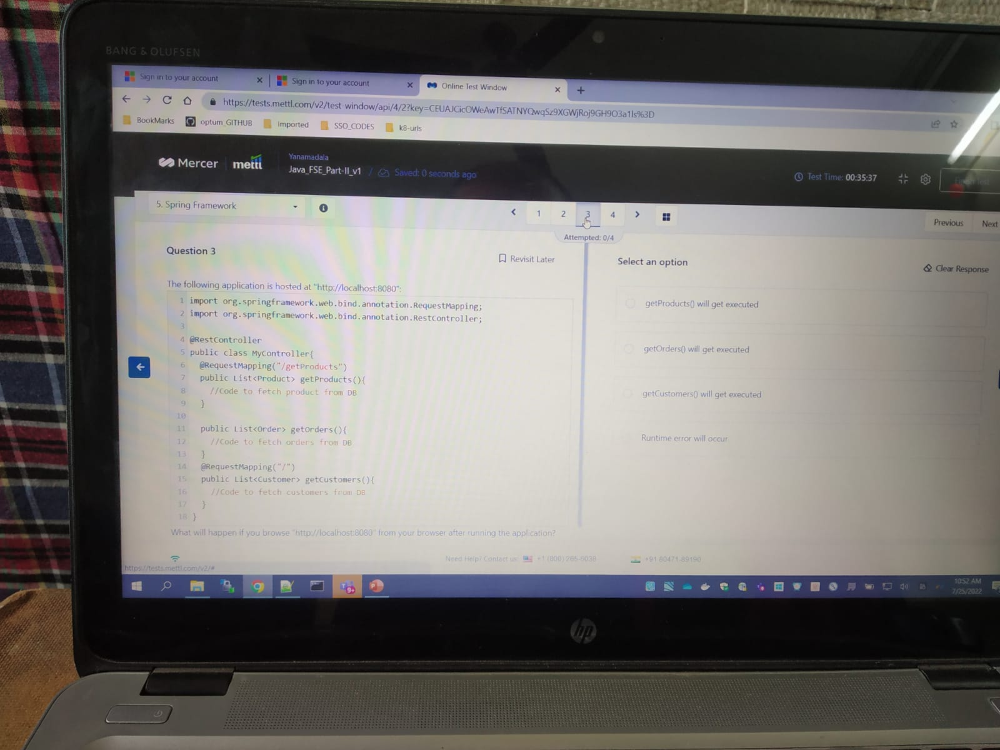 BANG & OLUFSEN
Sign in to your account
Sign in to your account
Online Test Window
https://tests.mettl.com/v2/test-window/api/4/2?key=CEUAJCicOWeAwTfSATNYQwqSz9XGWjRoj9GH9O3a1Is%3D
BookMarks
optum_GITHUB
Imported
SSO_CODES
k8-urls
Mercer
mettl
Yanamadala
Java_FSE_Part-II_v1
/
Saved: 0 seconds ago
Test Time: 00:35:37
Finish Test
5. Spring Framework
1
2
3
4
Previous
Next
Attempted: 0/4
Question 3
Revisit Later
Select an option
Clear Response
The following application is hosted at "http://localhost:8080":
1 import org.springframework.web.bind.annotation.RequestMapping;
2 import org.springframework.web.bind.annotation.RestController;
3
4 @RestController
5 public class MyController{
6 @RequestMapping("/getProducts")
7 public List<Product> getProducts(){
8 //Code to fetch product from DB
9 }
10
11 public List<Order> getOrders(){
12 //Code to fetch orders from DB
13 }
14 @RequestMapping("/")
15 public List<Customer> getCustomers(){
16 //Code to fetch customers from DB
17 }
18 }
What will happen if you browse "http://localhost:8080" from your browser after running the application?
getProducts() will get executed
getOrders() will get executed
getCustomers() will get executed
Runtime error will occur
Need Help? Contact us:
+1 (800) 265-6038
+91 80471-89190
https://tests.mettl.com/v2/#
9+
10:52 AM
7/25/2022
hp